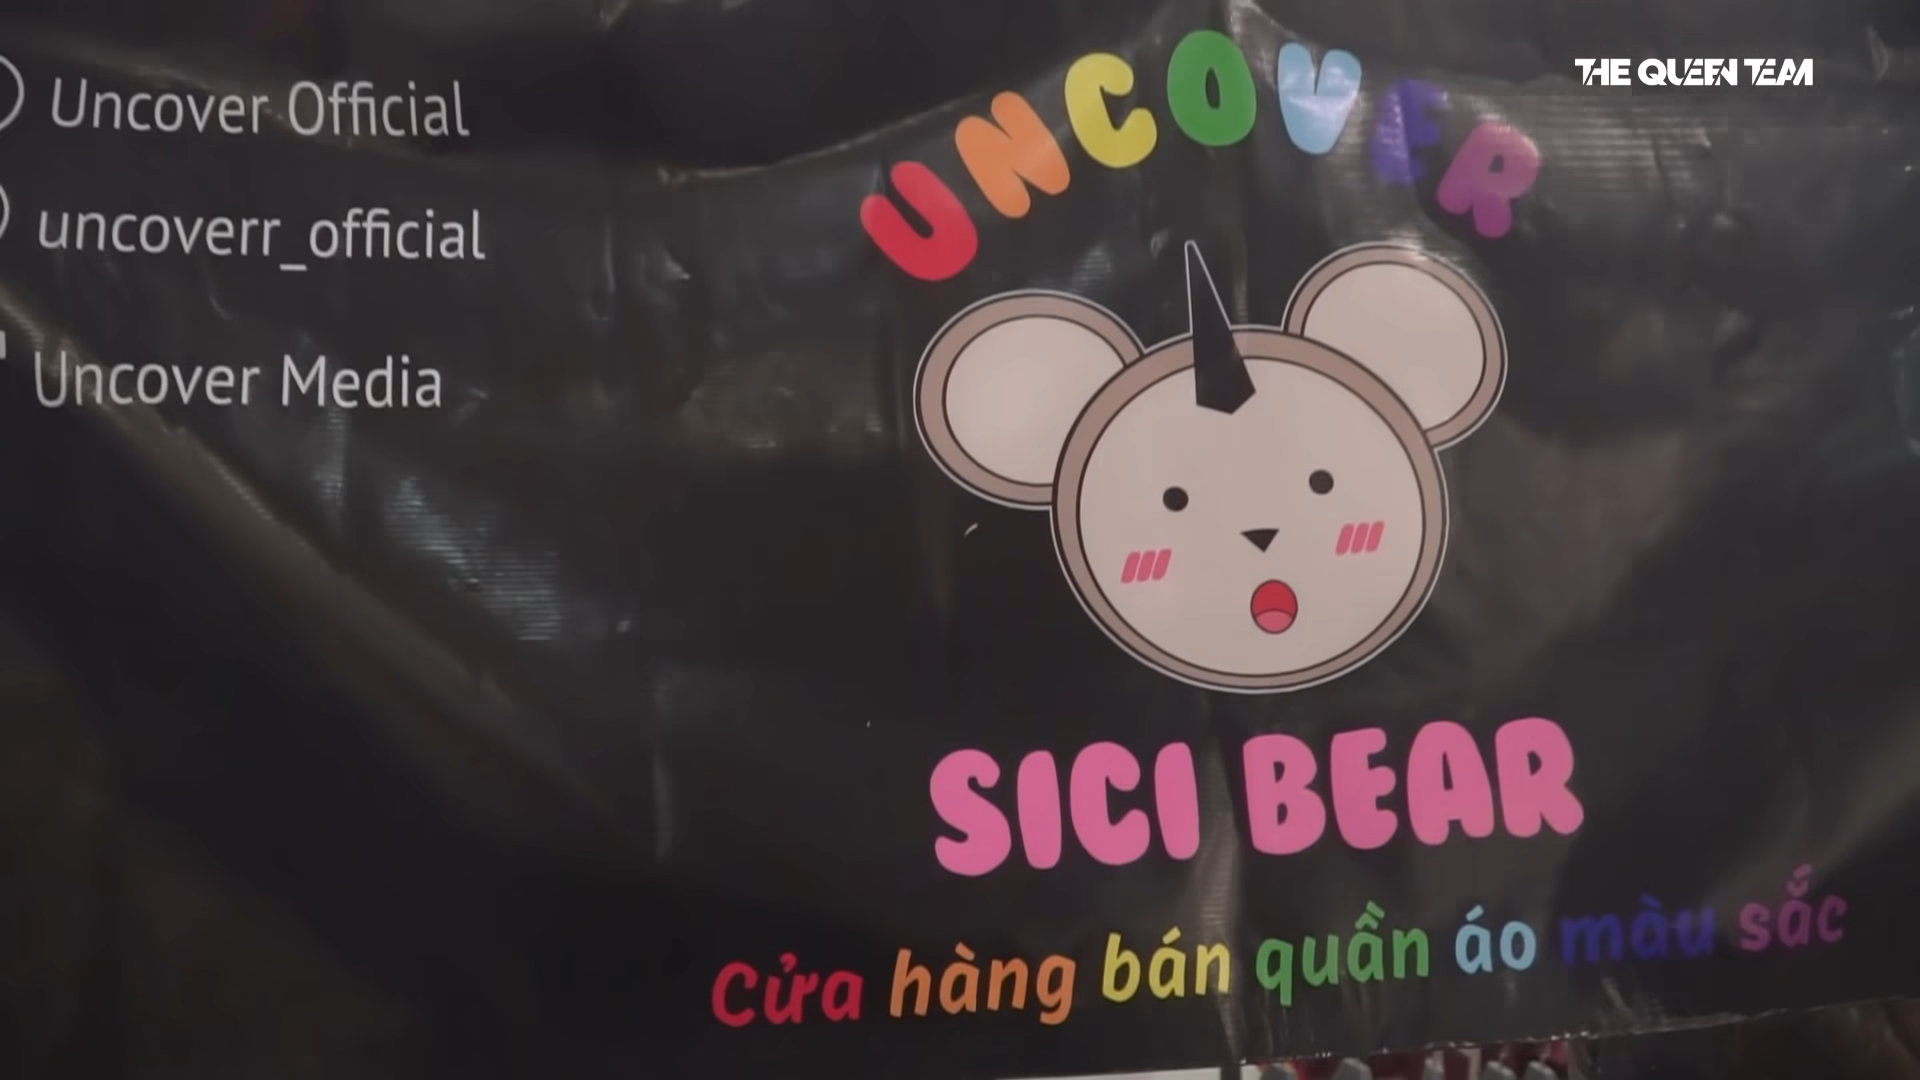 Uncover Official
uncoverr_official
Uncover Media
UNCOVER
THE QUEEN TEAM
SICI BEAR
Cửa hàng bán quần áo màu sắc